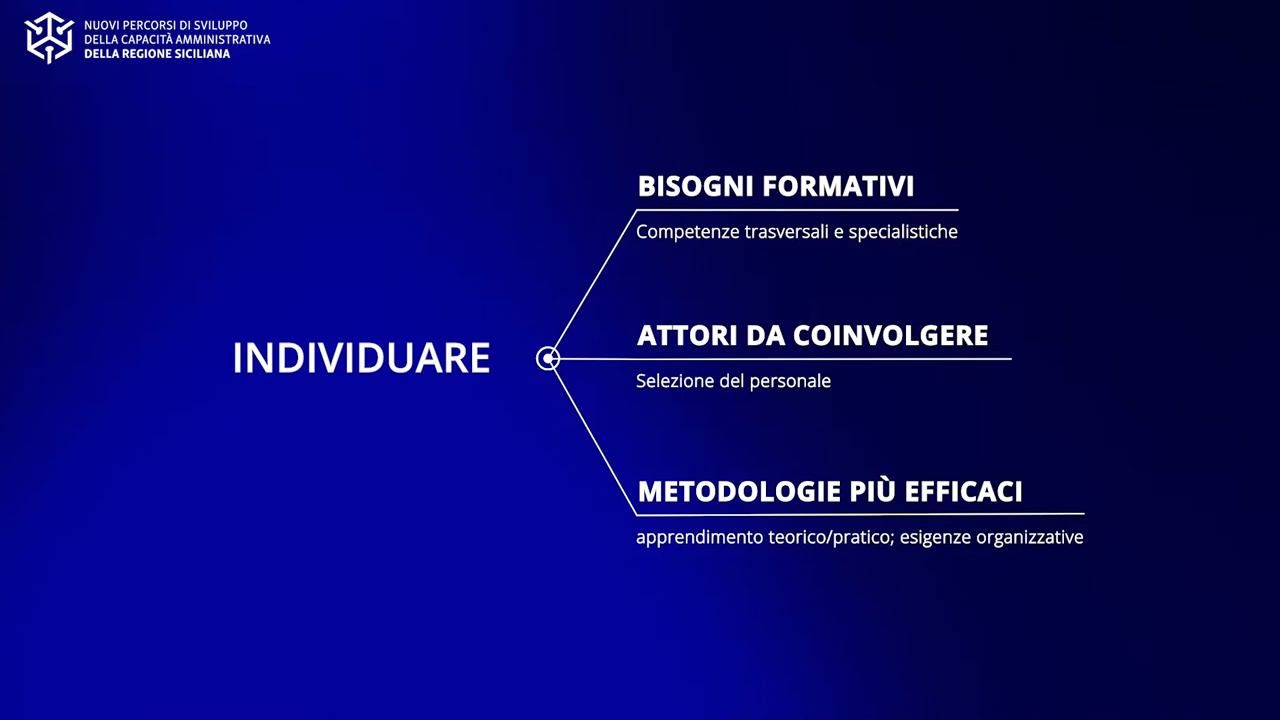 NUOVI PERCORSI DI SVILUPPO
DELLA CAPACITÀ AMMINISTRATIVA
DELLA REGIONE SICILIANA
INDIVIDUARE
BISOGNI FORMATIVI
Competenze trasversali e specialistiche
ATTORI DA COINVOLGERE
Selezione del personale
METODOLOGIE PIÙ EFFICACI
apprendimento teorico/pratico; esigenze organizzative